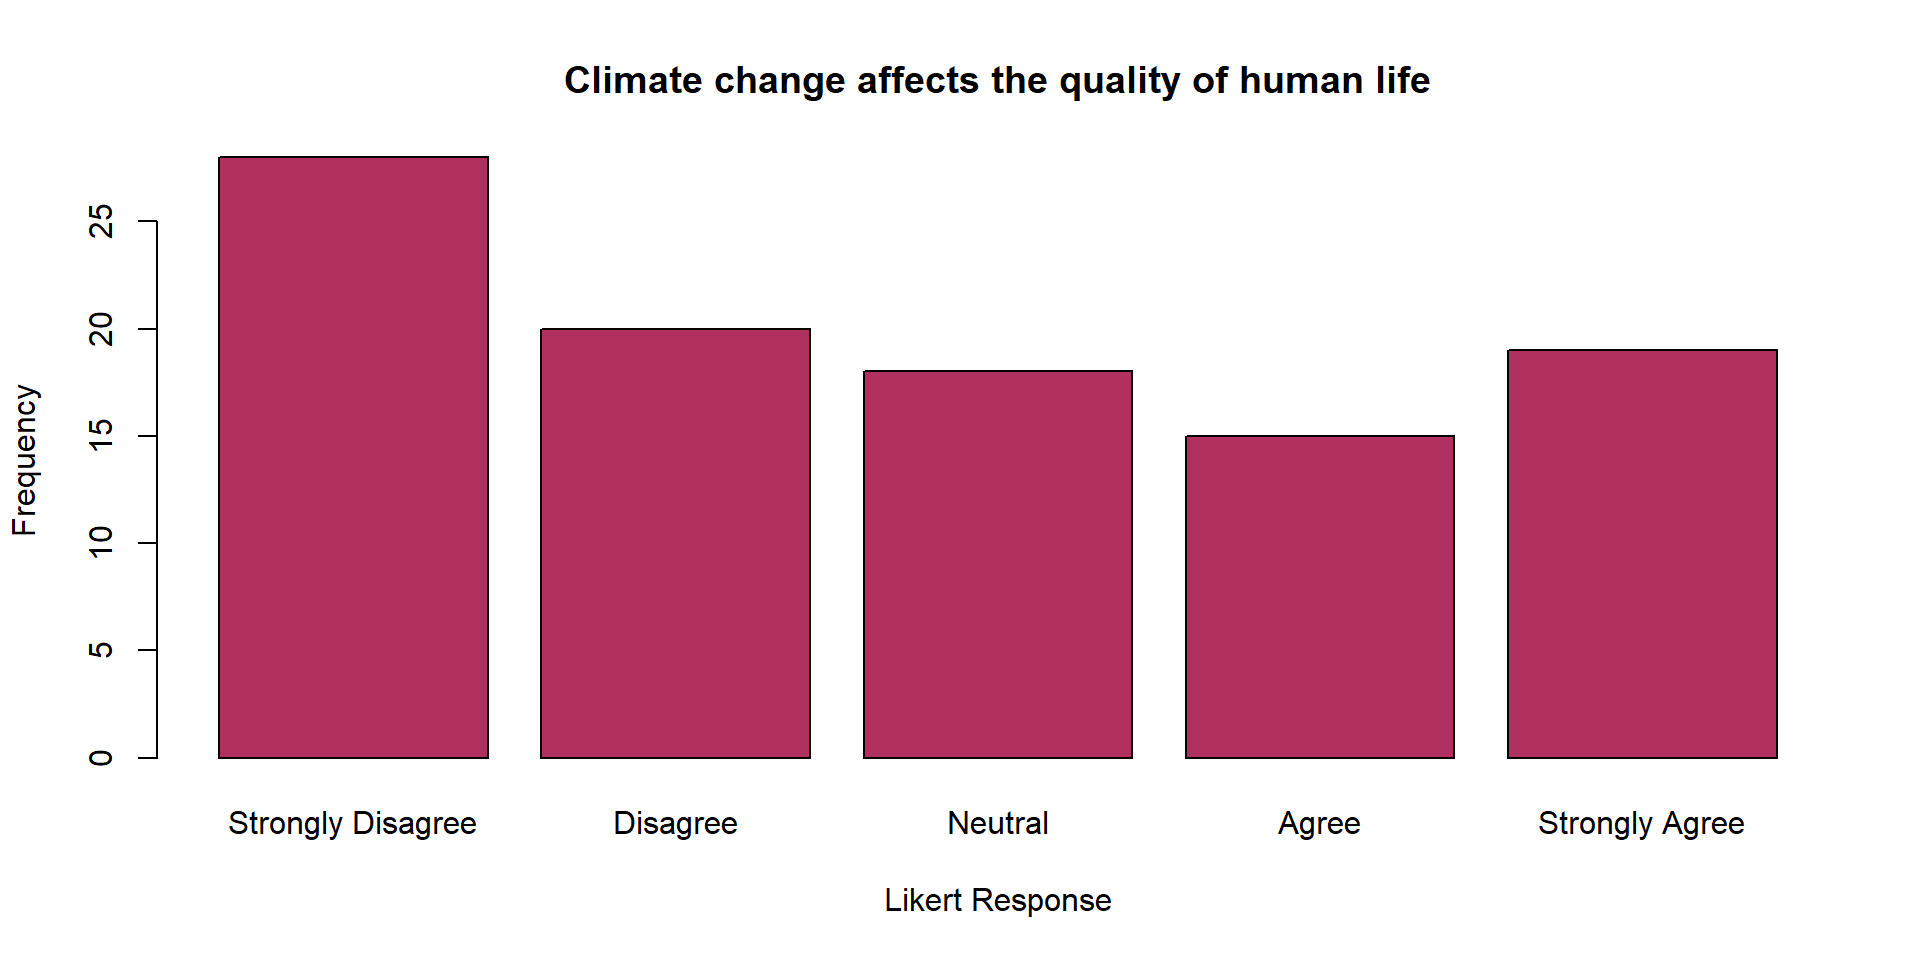 Climate change affects the quality of human life
Frequency
25
20
15
10
5
0
Strongly Disagree Disagree Neutral Agree Strongly Agree
Likert Response